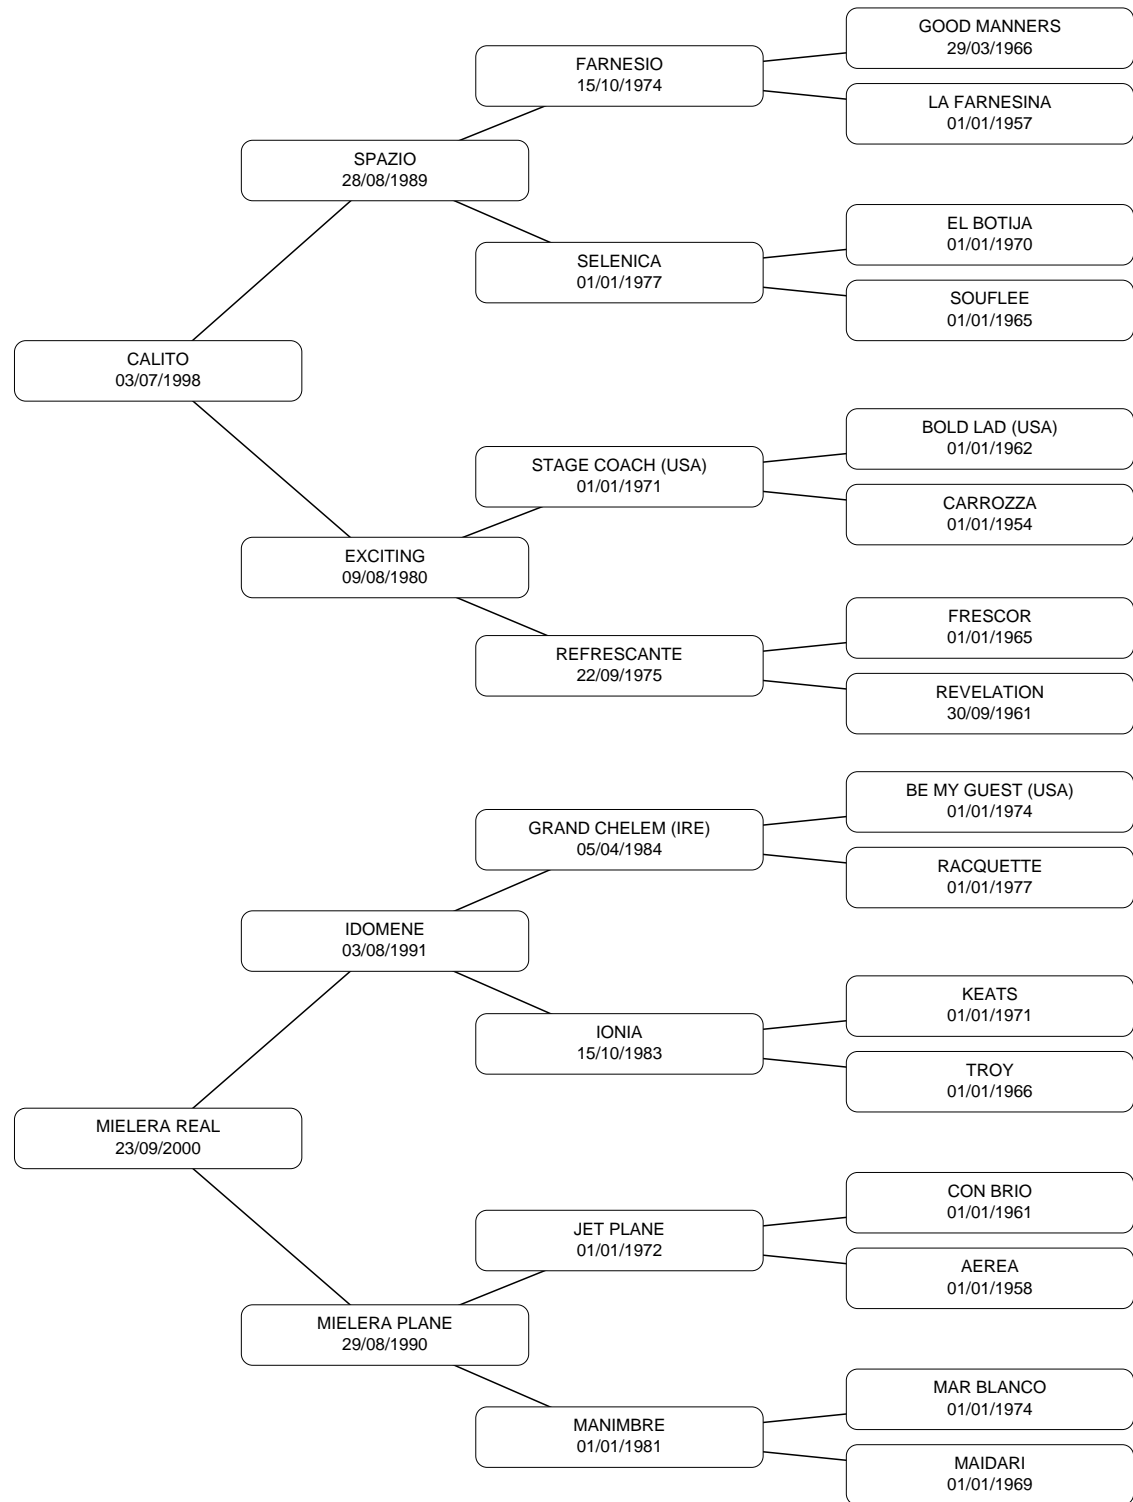 GOOD MANNERS
29/03/1966
FARNESIO
15/10/1974
LA FARNESINA
01/01/1957
SPAZIO
28/08/1989
EL BOTIJA
01/01/1970
SELENICA
01/01/1977
SOUFLEE
01/01/1965
CALITO
03/07/1998
BOLD LAD (USA)
01/01/1962
STAGE COACH (USA)
01/01/1971
CARROZZA
01/01/1954
EXCITING
09/08/1980
FRESCOR
01/01/1965
REFRESCANTE
22/09/1975
REVELATION
30/09/1961
BE MY GUEST (USA)
01/01/1974
GRAND CHELEM (IRE)
05/04/1984
RACQUETTE
01/01/1977
IDOMENE
03/08/1991
KEATS
01/01/1971
IONIA
15/10/1983
TROY
01/01/1966
MIELERA REAL
23/09/2000
CON BRIO
01/01/1961
JET PLANE
01/01/1972
AEREA
01/01/1958
MIELERA PLANE
29/08/1990
MAR BLANCO
01/01/1974
MANIMBRE
01/01/1981
MAIDARI
01/01/1969